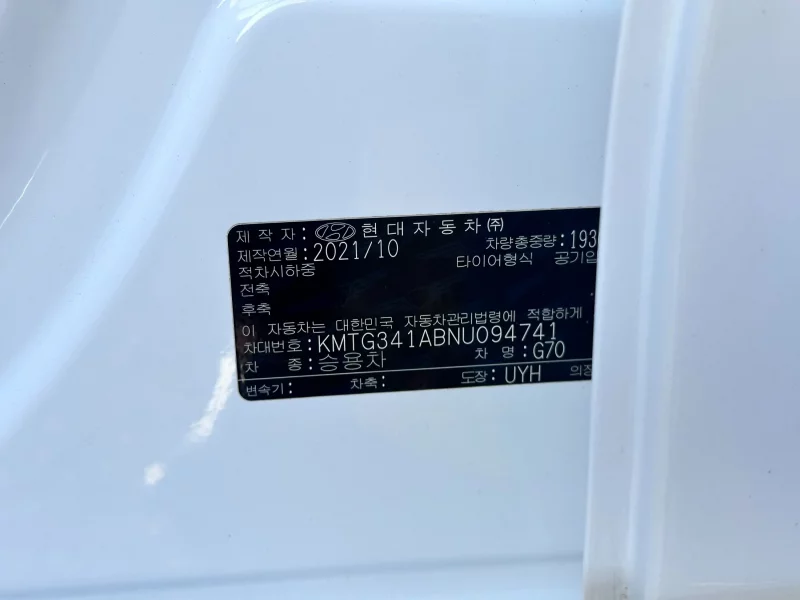 제 작 자 : 현 대 자 동 차 ㈜
제작연월 : 2021/10 차량총중량 : 193
적차시하중 타이어형식 공기압
전축
후축
이 자동차는 대한민국 자동차관리법령에 적합하게
차대번호 : KMTG341ABNU094741
차 종 : 승용차 차 명 : G70
변속기 : 차축 : 도장 : UYH 의장